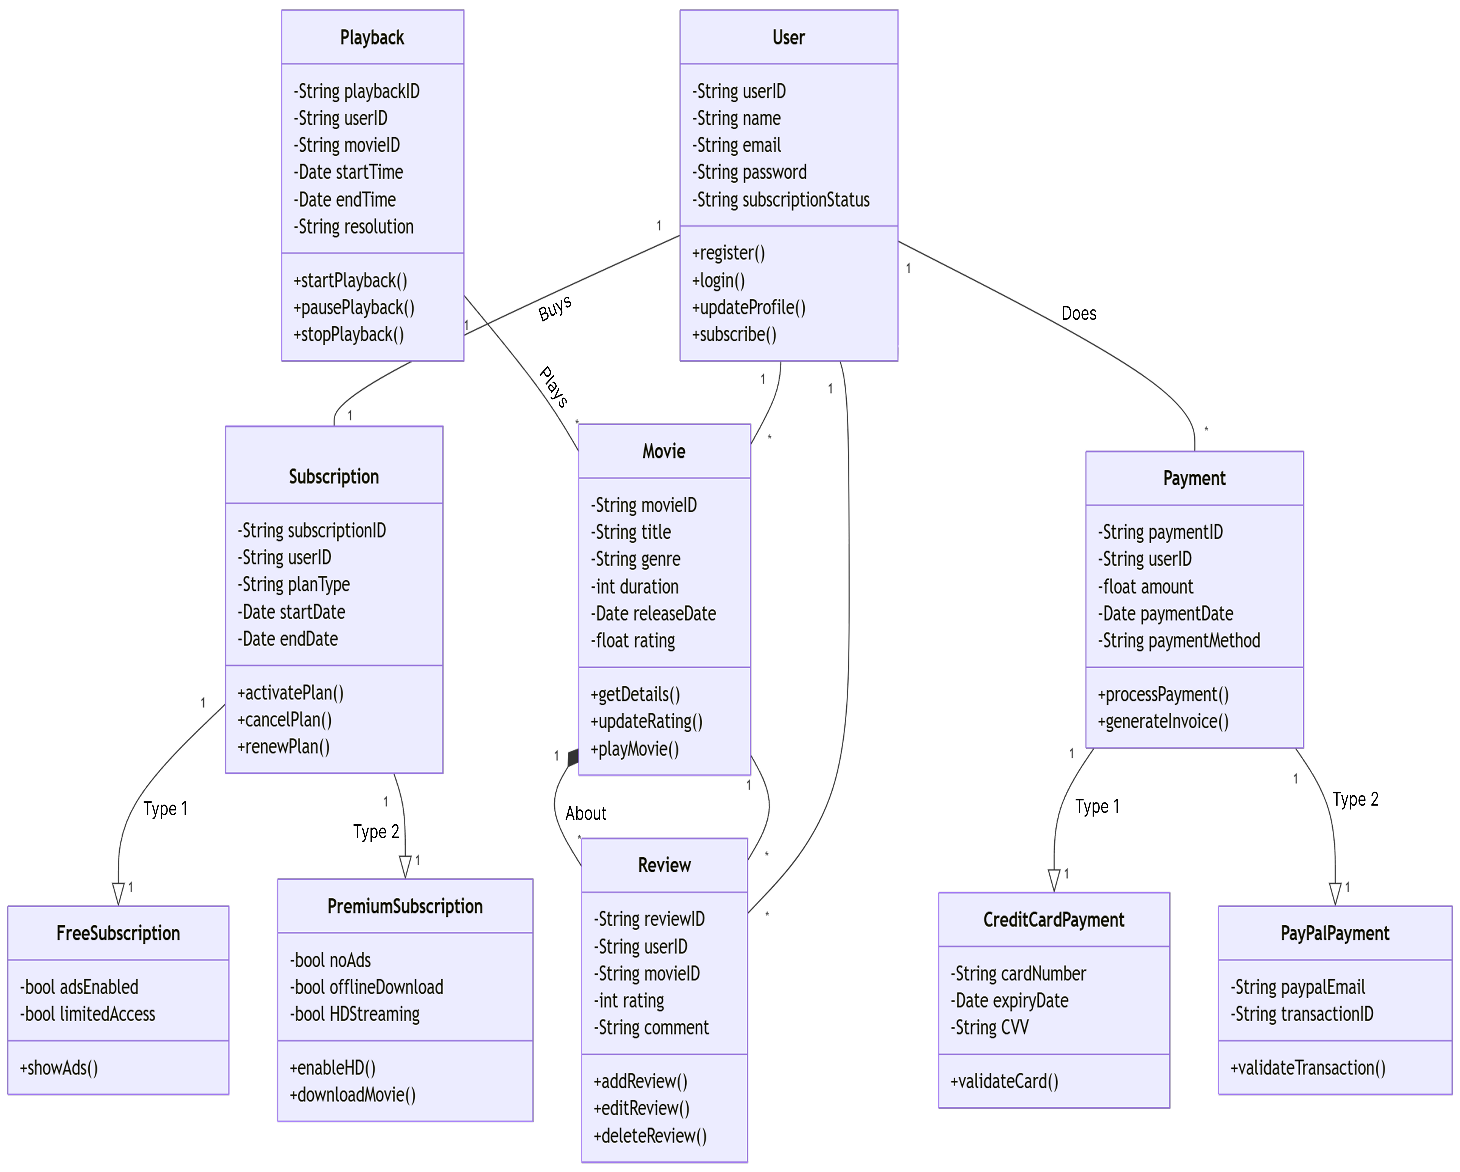 Playback
-String playbackID
-String userID
-String movieID
-Date startTime
-Date endTime
-String resolution
+startPlayback()
+pausePlayback()
+stopPlayback()
User
-String userID
-String name
-String email
-String password
-String subscriptionStatus
+register()
+login()
+updateProfile()
+subscribe()
1
Buys
1
1
Plays
*
1
*
1
*
1
Does
*
Subscription
-String subscriptionID
-String userID
-String planType
-Date startDate
-Date endDate
+activatePlan()
+cancelPlan()
+renewPlan()
Movie
-String movieID
-String title
-String genre
-int duration
-Date releaseDate
-float rating
+getDetails()
+updateRating()
+playMovie()
Payment
-String paymentID
-String userID
-float amount
-Date paymentDate
-String paymentMethod
+processPayment()
+generateInvoice()
1
Type 1
1
1
Type 2
1
1
About
*
1
*
1
Type 1
1
1
Type 2
1
FreeSubscription
-bool adsEnabled
-bool limitedAccess
+showAds()
PremiumSubscription
-bool noAds
-bool offlineDownload
-bool HDStreaming
+enableHD()
+downloadMovie()
Review
-String reviewID
-String userID
-String movieID
-int rating
-String comment
+addReview()
+editReview()
+deleteReview()
CreditCardPayment
-String cardNumber
-Date expiryDate
-String CVV
+validateCard()
PayPalPayment
-String paypalEmail
-String transactionID
+validateTransaction()